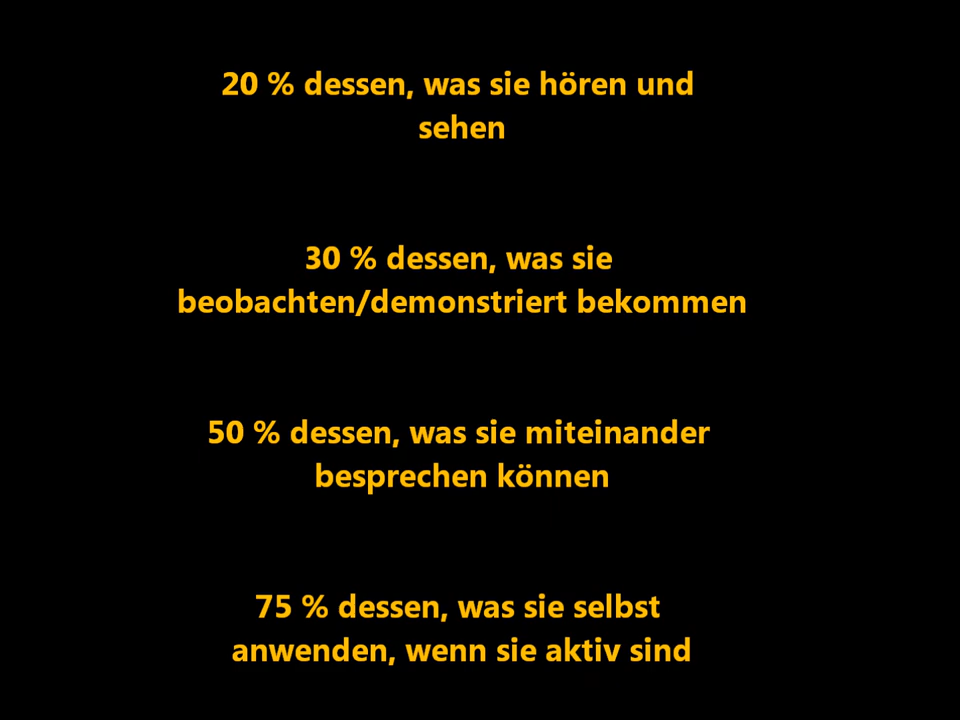 20 % dessen, was sie hören und
sehen
30 % dessen, was sie
beobachten/demonstriert bekommen
50 % dessen, was sie miteinander
besprechen können
75 % dessen, was sie selbst
anwenden, wenn sie aktiv sind